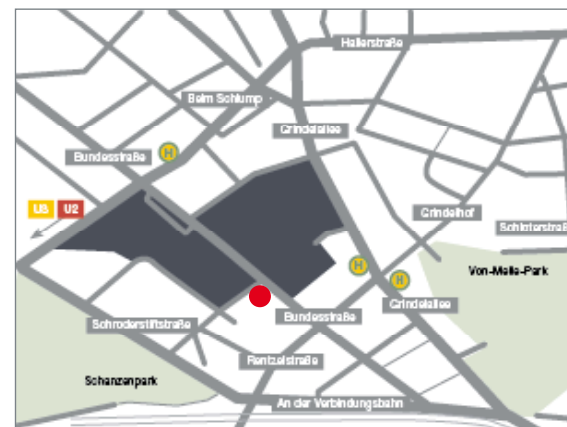 Hallerstraße
Beim Schlump
Grindelallee
Bundesstraße
H
U3
U2
Grindelhof
Schlüterstraß
H
H
Von-Melle-Park
Grindelallee
Bundesstraße
Schröderstiftstraße
Rentzelstraße
Schanzenpark
An der Verbindungsbahn